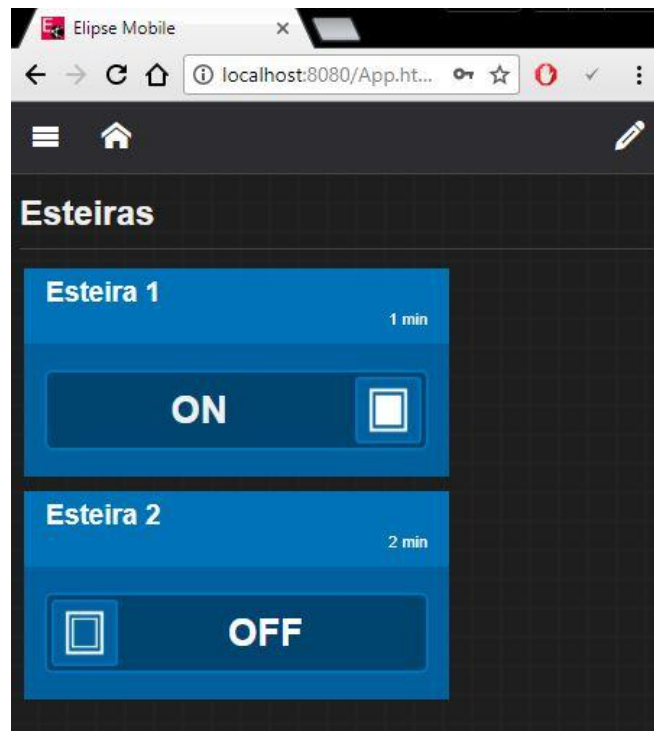 Elipse Mobile
localhost:8080/App.ht...
Esteiras
Esteira 1
1 min
ON
Esteira 2
2 min
OFF